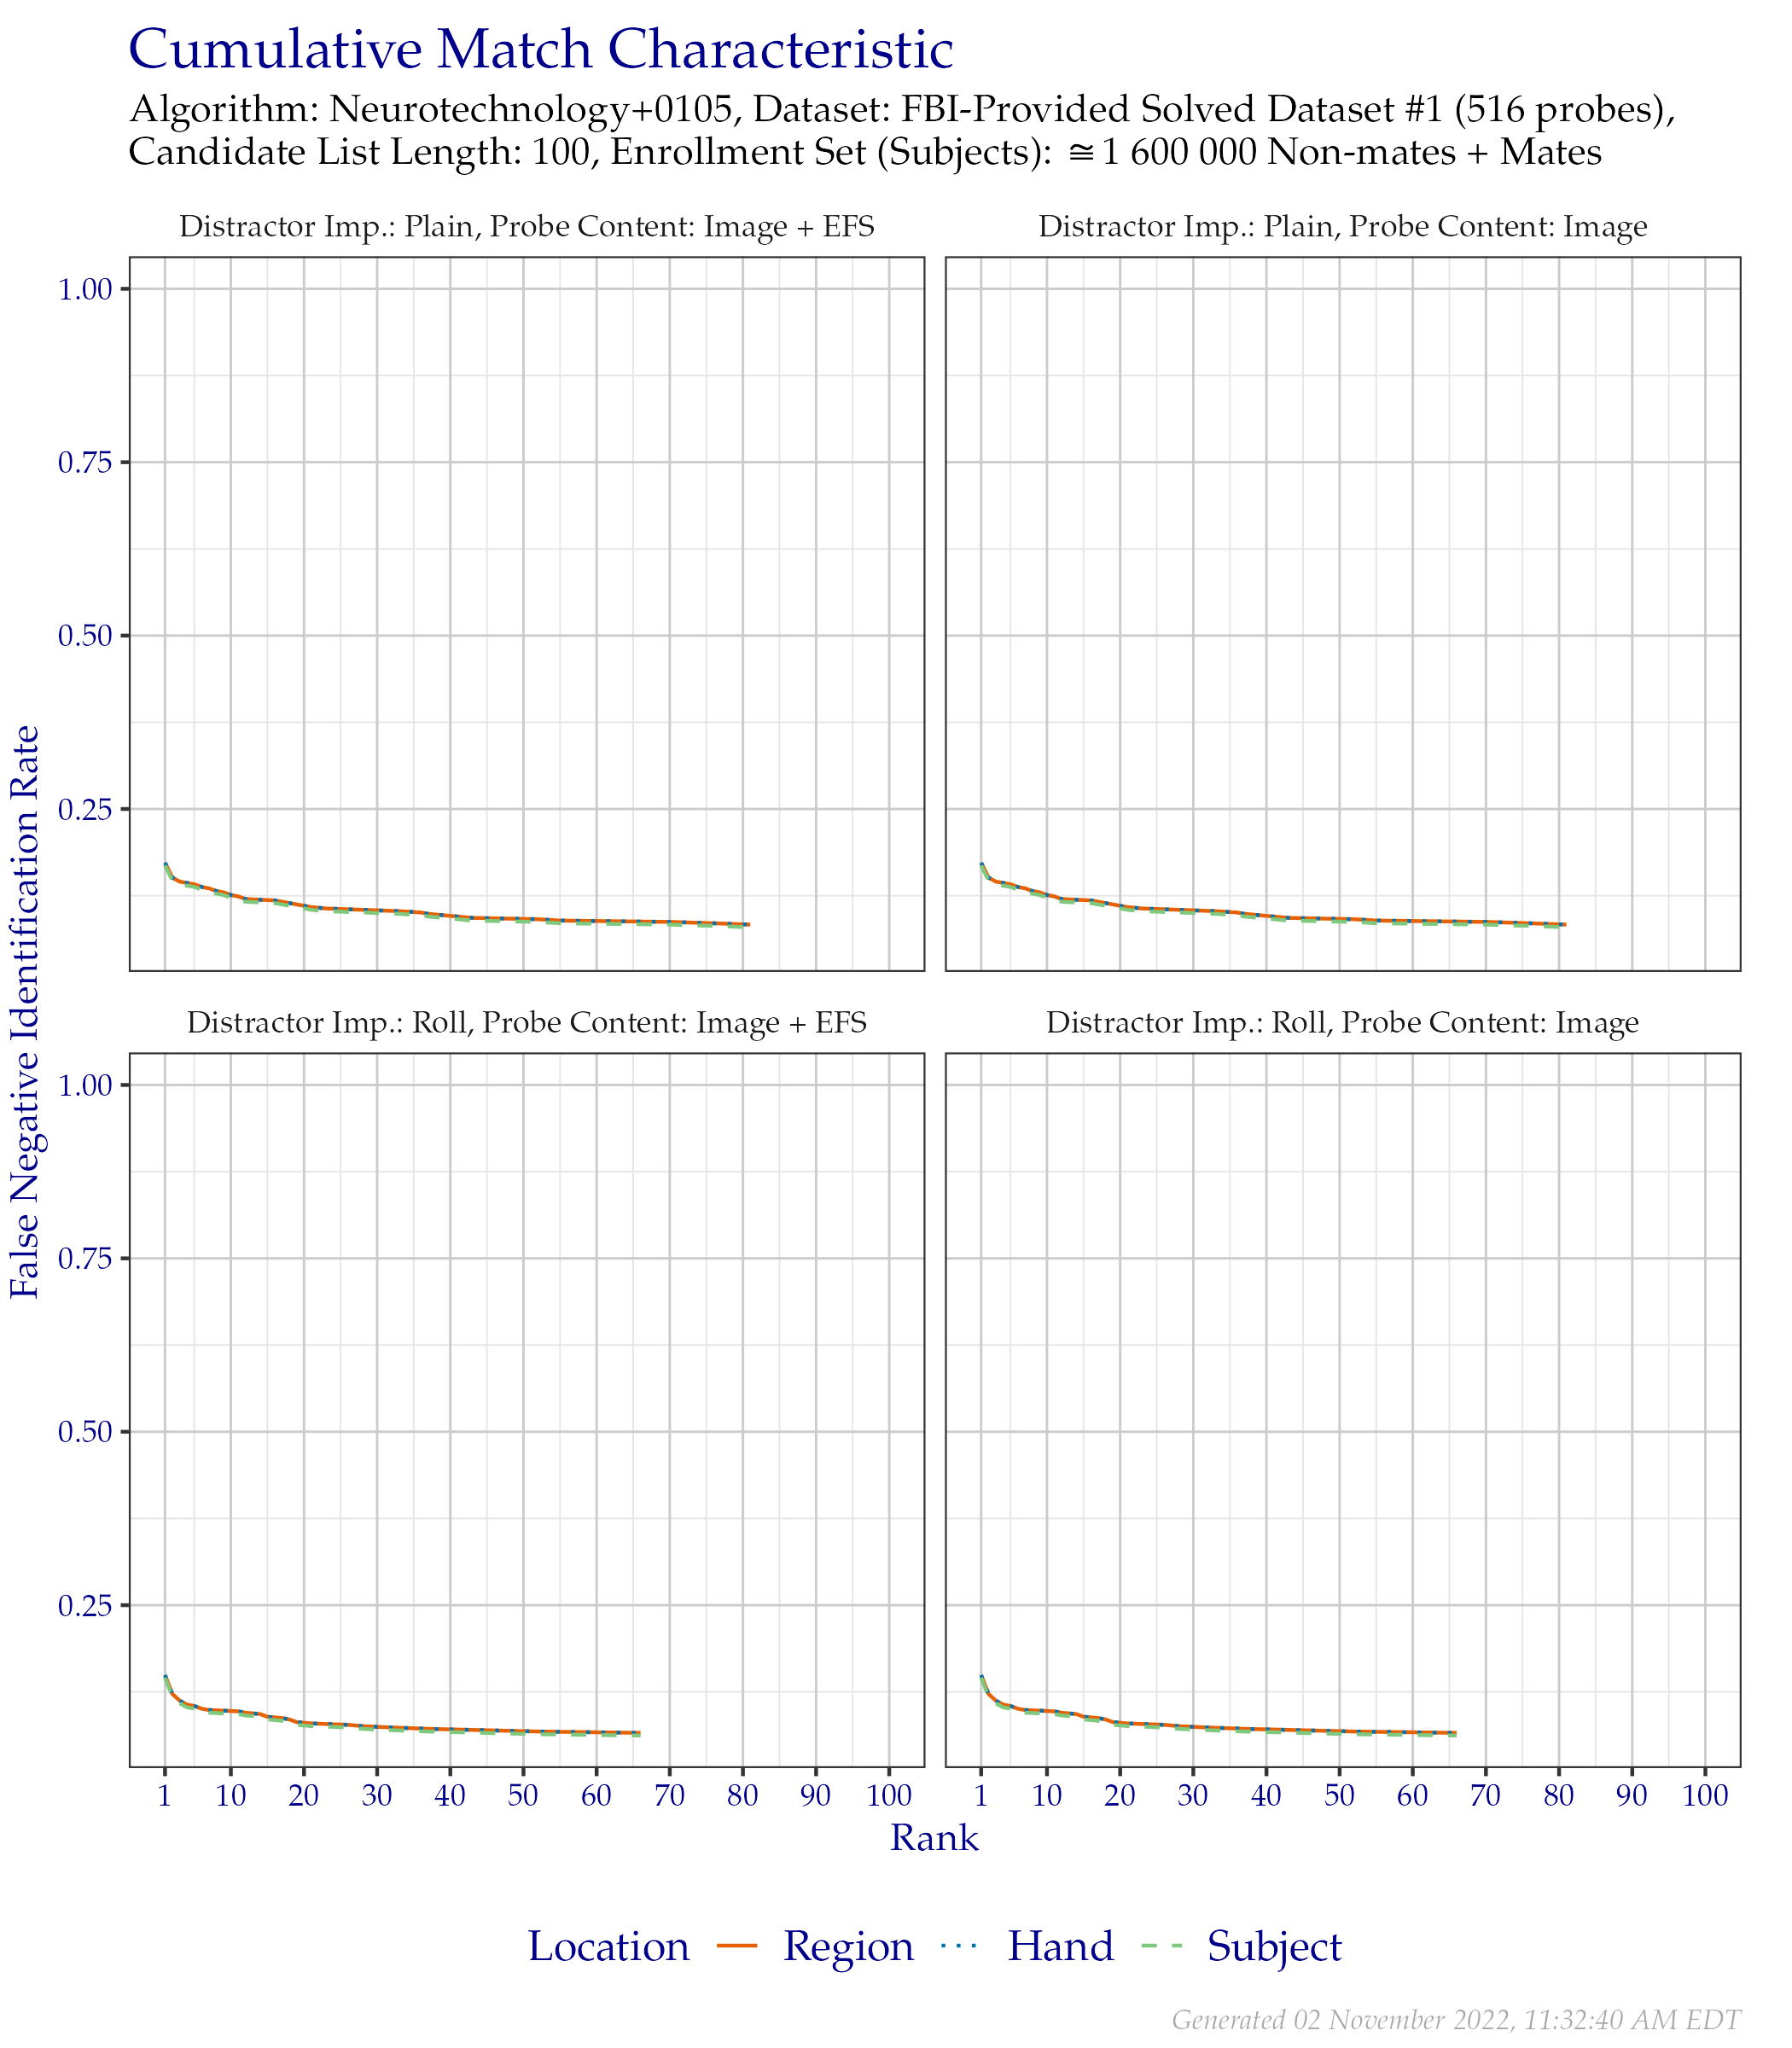 Cumulative Match Characteristic
Algorithm: Neurotechnology+0105, Dataset: FBI-Provided Solved Dataset #1 (516 probes),
Candidate List Length: 100, Enrollment Set (Subjects): ≅ 1 600 000 Non-mates + Mates
Distractor Imp.: Plain, Probe Content: Image + EFS
Distractor Imp.: Plain, Probe Content: Image
1.00
0.75
0.50
0.25
False Negative Identification Rate
Distractor Imp.: Roll, Probe Content: Image + EFS
Distractor Imp.: Roll, Probe Content: Image
1.00
0.75
0.50
0.25
1 10 20 30 40 50 60 70 80 90 100
1 10 20 30 40 50 60 70 80 90 100
Rank
Location Region Hand Subject
Generated 02 November 2022, 11:32:40 AM EDT